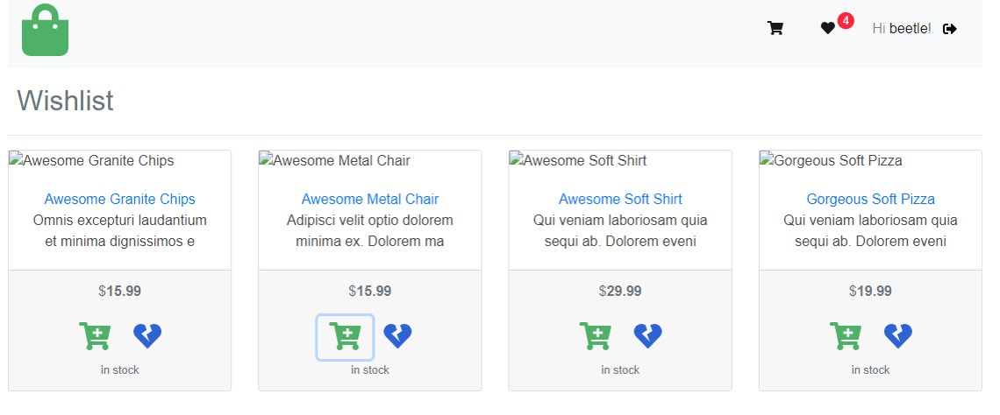 4
Hi beetle!
Wishlist
Awesome Granite Chips
Awesome Granite Chips
Omnis excepturi laudantium
et minima dignissimos e
$15.99
in stock
Awesome Metal Chair
Awesome Metal Chair
Adipisci velit optio dolorem
minima ex. Dolorem ma
$15.99
in stock
Awesome Soft Shirt
Awesome Soft Shirt
Qui veniam laboriosam quia
sequi ab. Dolorem eveni
$29.99
in stock
Gorgeous Soft Pizza
Gorgeous Soft Pizza
Qui veniam laboriosam quia
sequi ab. Dolorem eveni
$19.99
in stock